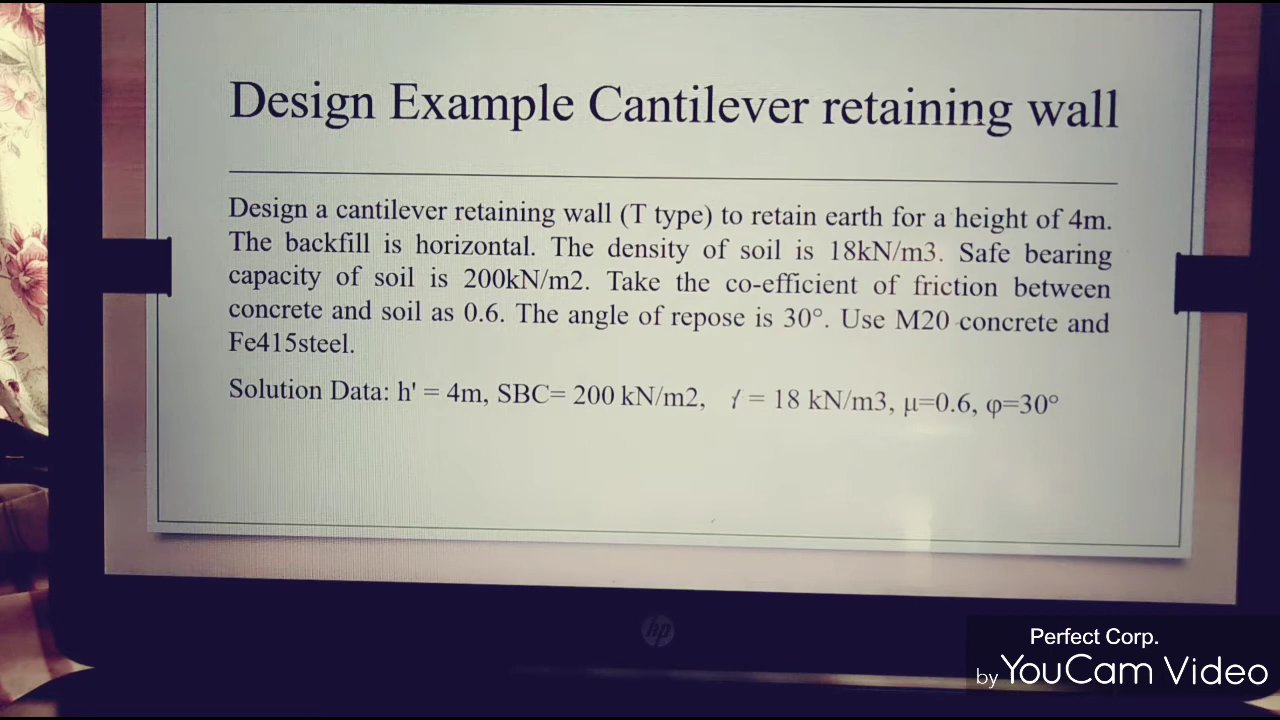 Design Example Cantilever retaining wall
Design a cantilever retaining wall (T type) to retain earth for a height of 4m.
The backfill is horizontal. The density of soil is 18kN/m3. Safe bearing
capacity of soil is 200kN/m2. Take the co-efficient of friction between
concrete and soil as 0.6. The angle of repose is 30°. Use M20 concrete and
Fe415steel.
Solution Data: h' = 4m, SBC= 200 kN/m2, = 18 kN/m3, μ=0.6, φ=30°
hp
Perfect Corp.
by YouCam Video